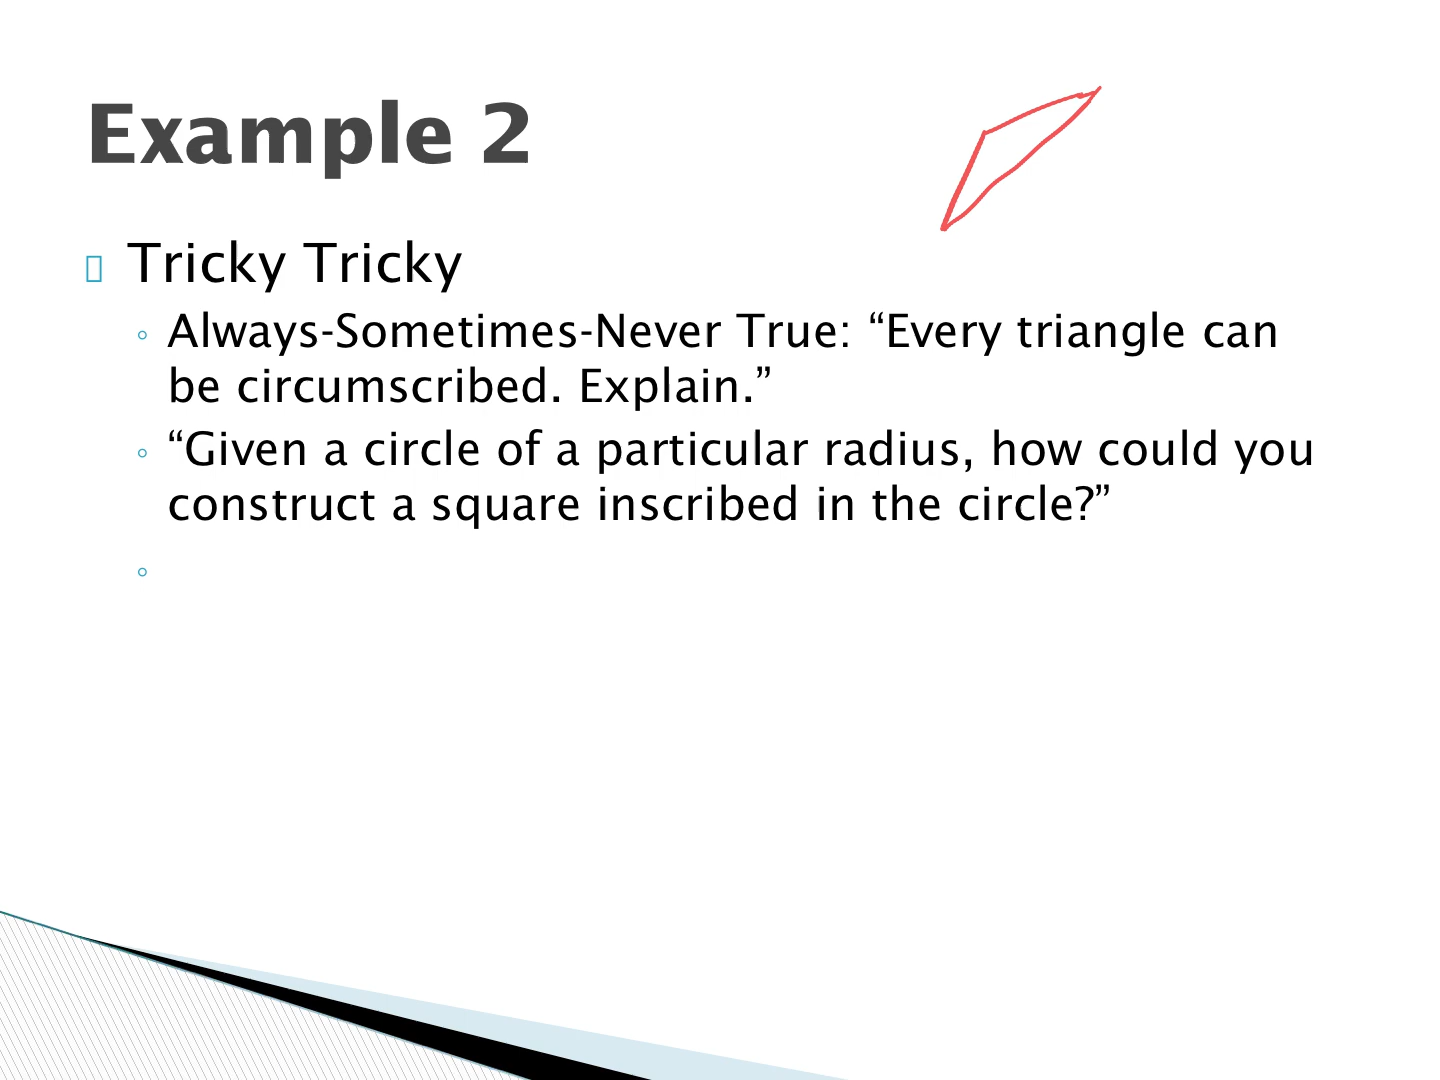 Example 2
Tricky Tricky
Always-Sometimes-Never True: “Every triangle can
be circumscribed. Explain.”
“Given a circle of a particular radius, how could you
construct a square inscribed in the circle?”